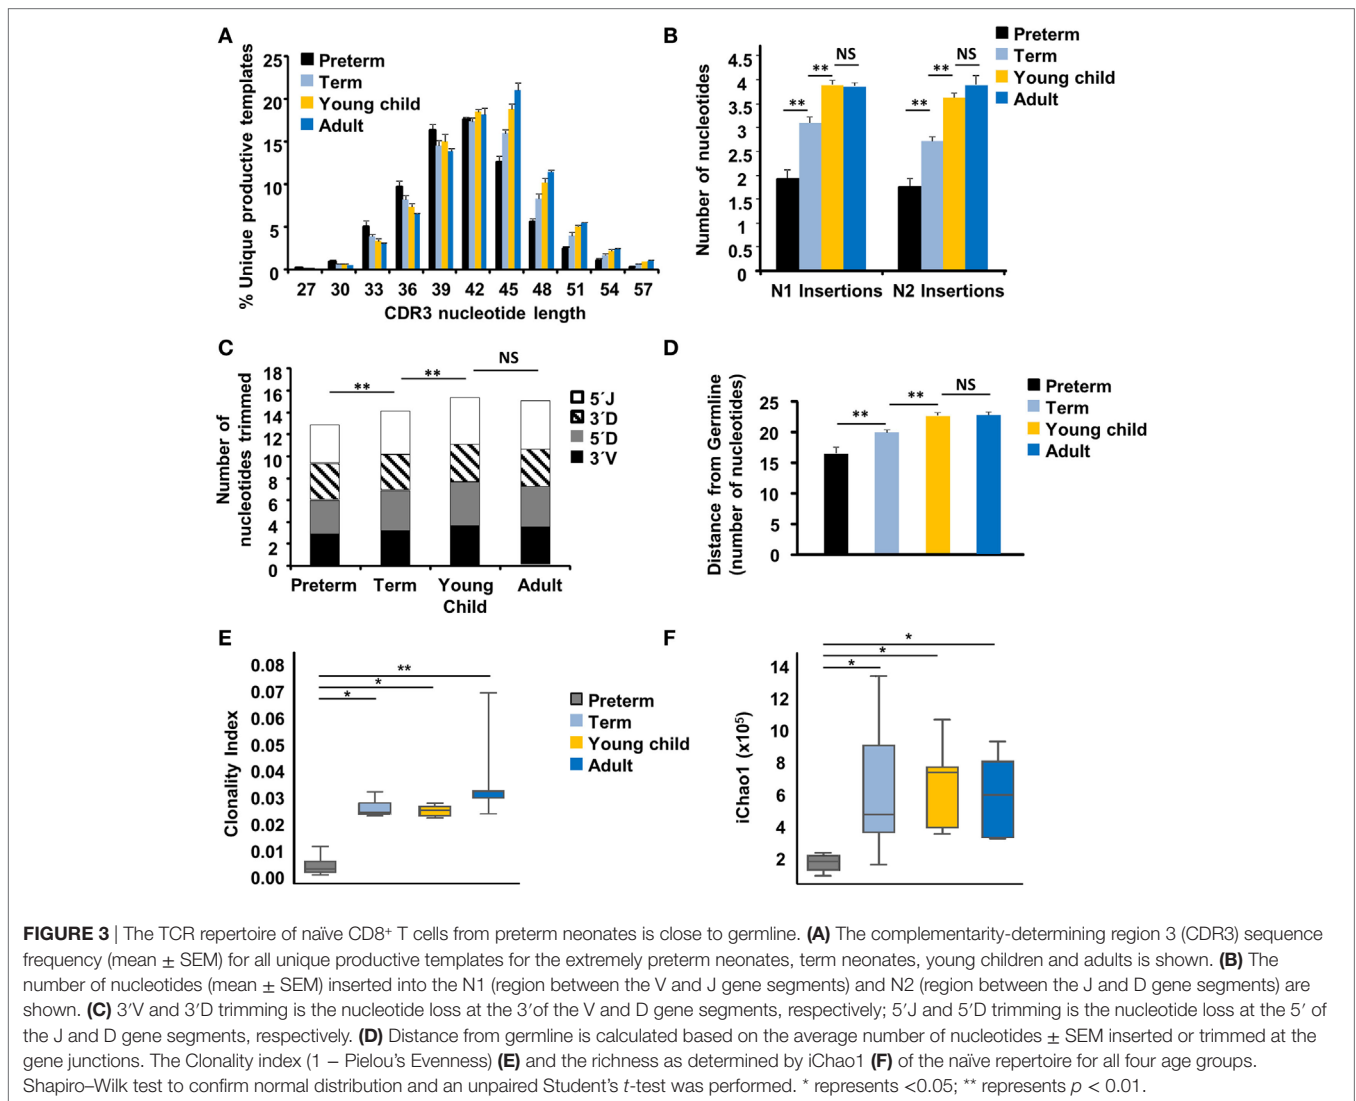 A
% Unique productive templates
25
20
15
10
5
0
Preterm
Term
Young child
Adult
27 30 33 36 39 42 45 48 51 54 57
CDR3 nucleotide length
B
Number of nucleotides
4.5
4
3.5
3
2.5
2
1.5
1
0.5
0
** ** NS
** ** NS
N1 Insertions N2 Insertions
Preterm
Term
Young child
Adult
C
Number of
nucleotides trimmed
18
16
14
12
10
8
6
4
2
0
** ** NS
5´J
3´D
5´D
3´V
Preterm Term Young Adult
Child
D
Distance from Germline
(number of nucleotides)
25
20
15
10
5
0
** ** NS
Preterm
Term
Young child
Adult
E
Clonality Index
0.08
0.07
0.06
0.05
0.04
0.03
0.02
0.01
0.00
**
*
*
Preterm
Term
Young child
Adult
F
iChao1 (x10⁵)
14
12
10
8
6
4
2
*
*
*
FIGURE 3 | The TCR repertoire of naïve CD8⁺ T cells from preterm neonates is close to germline. (A) The complementarity-determining region 3 (CDR3) sequence
frequency (mean ± SEM) for all unique productive templates for the extremely preterm neonates, term neonates, young children and adults is shown. (B) The
number of nucleotides (mean ± SEM) inserted into the N1 (region between the V and J gene segments) and N2 (region between the J and D gene segments) are
shown. (C) 3′V and 3′D trimming is the nucleotide loss at the 3′of the V and D gene segments, respectively; 5′J and 5′D trimming is the nucleotide loss at the 5′ of
the J and D gene segments, respectively. (D) Distance from germline is calculated based on the average number of nucleotides ± SEM inserted or trimmed at the
gene junctions. The Clonality index (1 − Pielou’s Evenness) (E) and the richness as determined by iChao1 (F) of the naïve repertoire for all four age groups.
Shapiro–Wilk test to confirm normal distribution and an unpaired Student’s t-test was performed. * represents <0.05; ** represents p < 0.01.